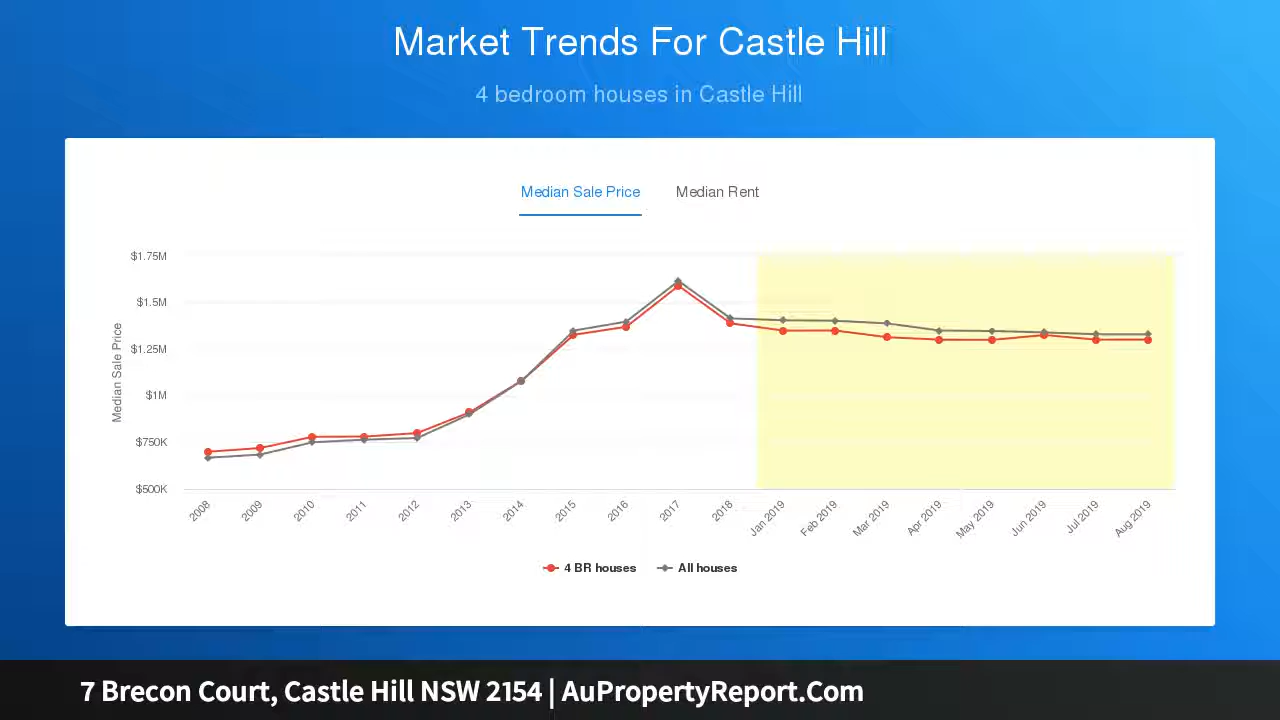 Market Trends For Castle Hill
4 bedroom houses in Castle Hill
Median Sale Price Median Rent
Median Sale Price
$1.75M
$1.5M
$1.25M
$1M
$750K
$500K
2008 2009 2010 2011 2012 2013 2014 2015 2016 2017 2018 Jan 2019 Feb 2019 Mar 2019 Apr 2019 May 2019 Jun 2019 Jul 2019 Aug 2019
4 BR houses All houses
7 Brecon Court, Castle Hill NSW 2154 | AuPropertyReport.Com